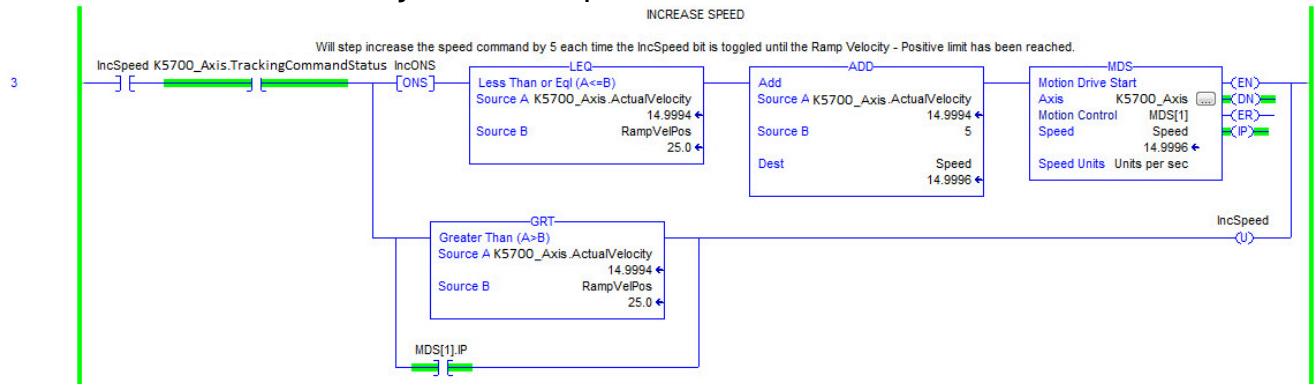 INCREASE SPEED
Will step increase the speed command by 5 each time the IncSpeed bit is toggled until the Ramp Velocity - Positive limit has been reached.
3
IncSpeed K5700_Axis.TrackingCommandStatus IncONS
ONS
LEQ
Less Than or Eql (A<=B)
Source A K5700_Axis.ActualVelocity
14.9994
Source B RampVelPos
25.0
ADD
Add
Source A K5700_Axis.ActualVelocity
14.9994
Source B 5
Dest Speed
14.9996
MDS
Motion Drive Start
Axis K5700_Axis ...
Motion Control MDS[1]
Speed Speed
14.9996
Speed Units Units per sec
EN
DN
ER
IP
GRT
Greater Than (A>B)
Source A K5700_Axis.ActualVelocity
14.9994
Source B RampVelPos
25.0
IncSpeed
U
MDS[1].IP